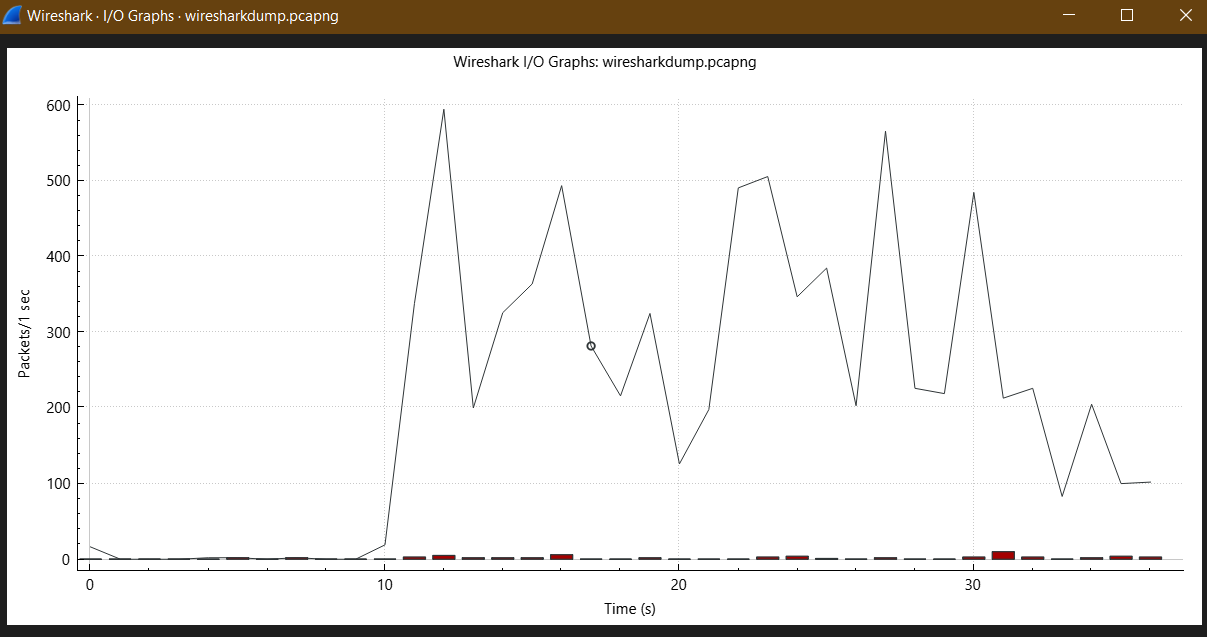 Wireshark · I/O Graphs · wiresharkdump.pcapng
Wireshark I/O Graphs: wiresharkdump.pcapng
600
500
400
300
200
100
0
Packets/1 sec
0 10 20 30
Time (s)